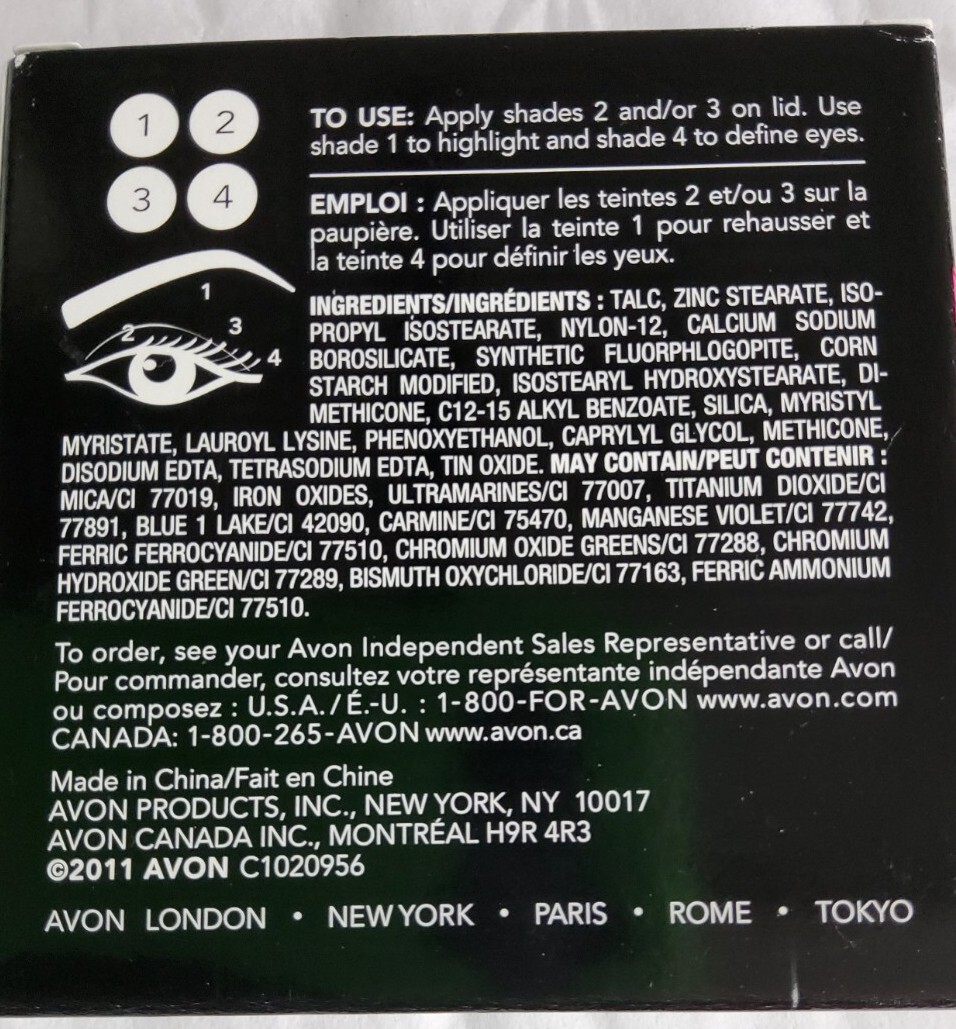 1 2
3 4
TO USE: Apply shades 2 and/or 3 on lid. Use
shade 1 to highlight and shade 4 to define eyes.
EMPLOI : Appliquer les teintes 2 et/ou 3 sur la
paupière. Utiliser la teinte 1 pour rehausser et
la teinte 4 pour définir les yeux.
1
2 3
4
INGREDIENTS/INGRÉDIENTS : TALC, ZINC STEARATE, ISO-
PROPYL ISOSTEARATE, NYLON-12, CALCIUM SODIUM
BOROSILICATE, SYNTHETIC FLUORPHLOGOPITE, CORN
STARCH MODIFIED, ISOSTEARYL HYDROXYSTEARATE, DI-
METHICONE, C12-15 ALKYL BENZOATE, SILICA, MYRISTYL
MYRISTATE, LAUROYL LYSINE, PHENOXYETHANOL, CAPRYLYL GLYCOL, METHICONE,
DISODIUM EDTA, TETRASODIUM EDTA, TIN OXIDE. MAY CONTAIN/PEUT CONTENIR :
MICA/CI 77019, IRON OXIDES, ULTRAMARINES/CI 77007, TITANIUM DIOXIDE/CI
77891, BLUE 1 LAKE/CI 42090, CARMINE/CI 75470, MANGANESE VIOLET/CI 77742,
FERRIC FERROCYANIDE/CI 77510, CHROMIUM OXIDE GREENS/CI 77288, CHROMIUM
HYDROXIDE GREEN/CI 77289, BISMUTH OXYCHLORIDE/CI 77163, FERRIC AMMONIUM
FERROCYANIDE/CI 77510.
To order, see your Avon Independent Sales Representative or call/
Pour commander, consultez votre représentante indépendante Avon
ou composez : U.S.A./É.-U. : 1-800-FOR-AVON www.avon.com
CANADA: 1-800-265-AVON www.avon.ca
Made in China/Fait en Chine
AVON PRODUCTS, INC., NEW YORK, NY 10017
AVON CANADA INC., MONTRÉAL H9R 4R3
©2011 AVON C1020956
AVON LONDON • NEW YORK • PARIS • ROME • TOKYO